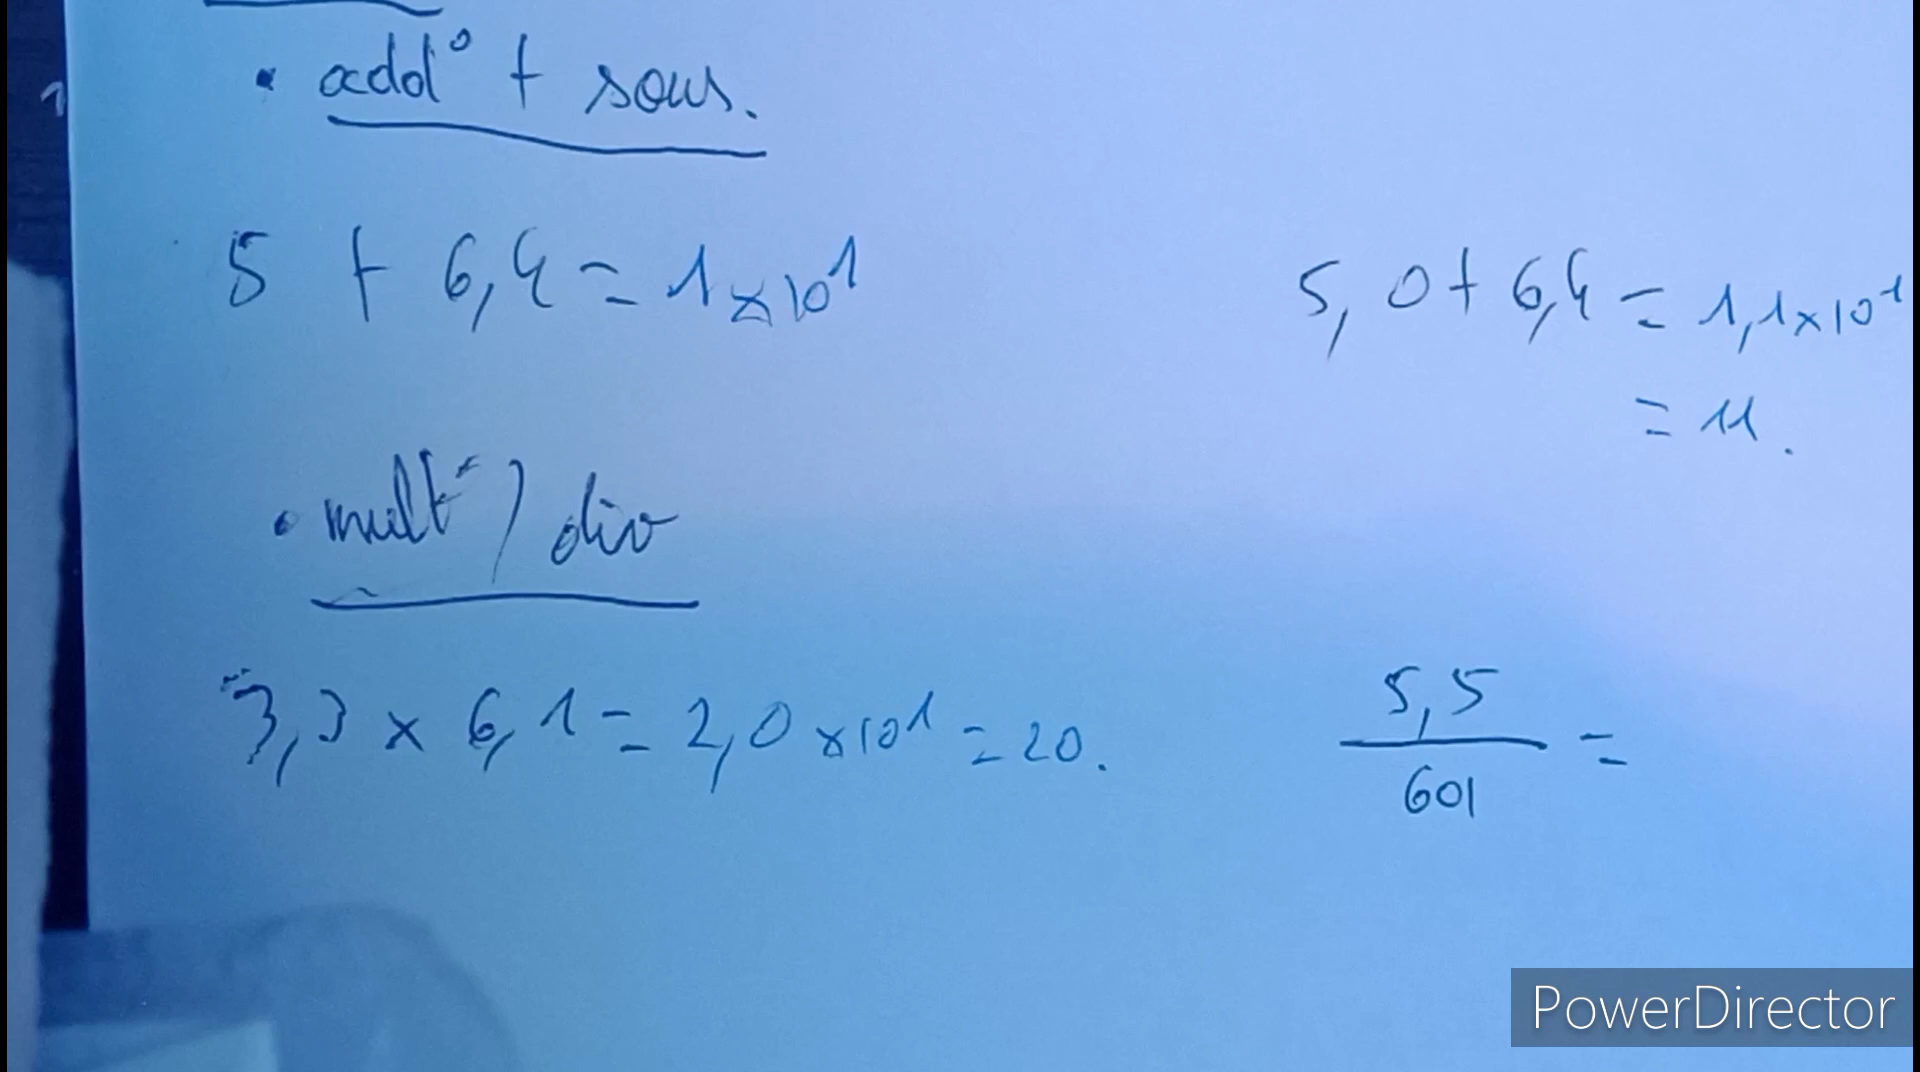 • add° + sous.
5 + 6,4 = 1 x 10¹
5,0 + 6,4 = 1,1 x 10¹
= 11.
• mult° / div
3,3 x 6,1 = 2,0 x 10¹ = 20.
5,5
601
=
PowerDirector